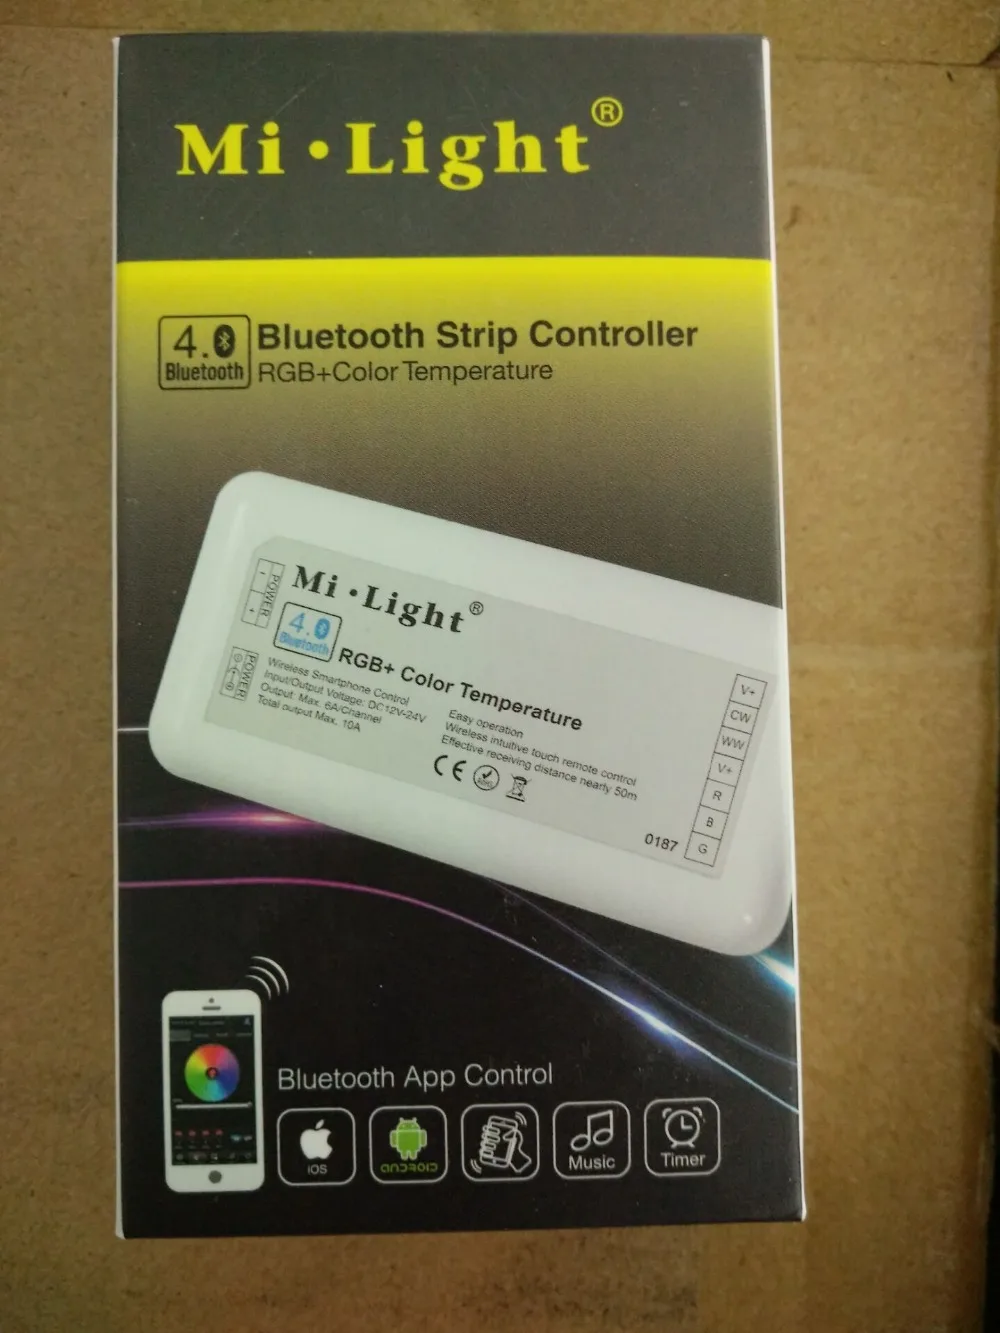 Mi·Light®
4.0
Bluetooth
Bluetooth Strip Controller
RGB+Color Temperature
- POWER +
POWER
Mi·Light®
4.0
Bluetooth
RGB+ Color Temperature
Wireless Smartphone Control
Input/Output Voltage: DC12V-24V
Output: Max. 6A/Channel
Total output Max. 10A
Easy operation
Wireless intuitive touch remote control
Effective receiving distance nearly 50m
CE
RoHS
0187
V+
CW
WW
V+
R
B
G
Bluetooth App Control
iOS
ANDROID
Music
Timer